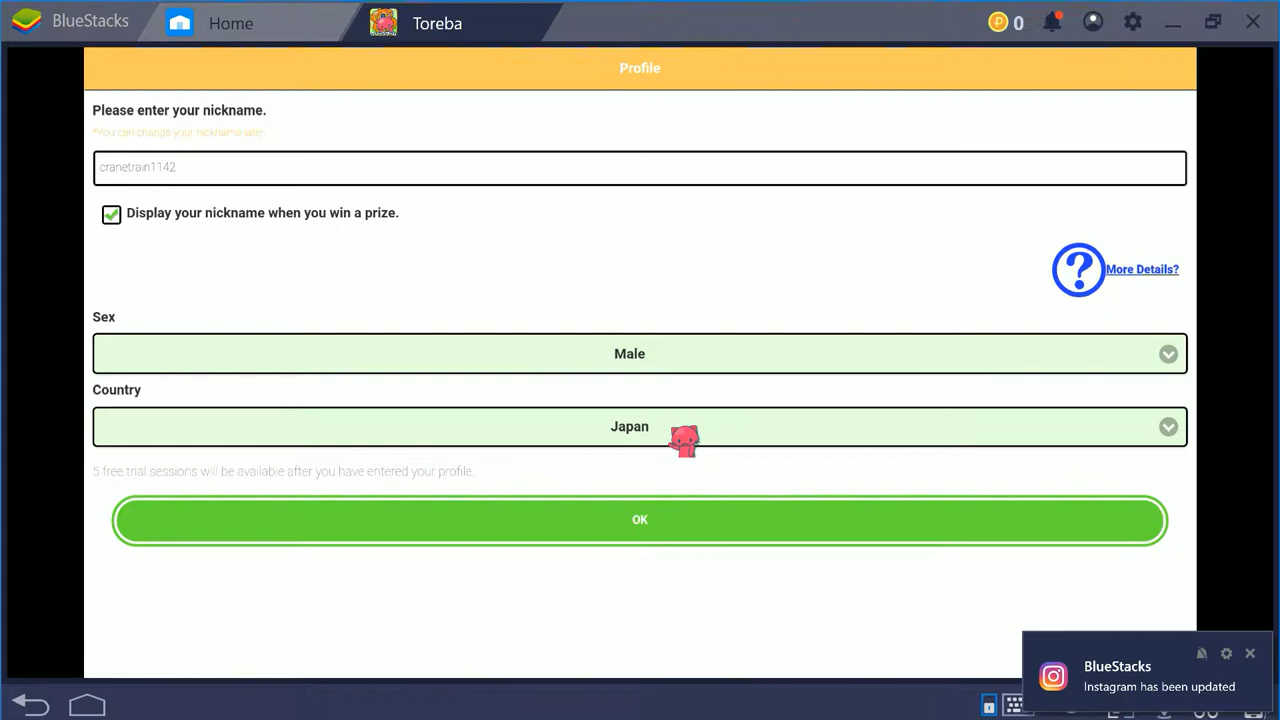 BlueStacks
Home
Toreba
0
Profile
Please enter your nickname.
*You can change your nickname later.
cranetrain1142
Display your nickname when you win a prize.
More Details?
Sex
Male
Country
Japan
5 free trial sessions will be available after you have entered your profile.
OK
BlueStacks
Instagram has been updated